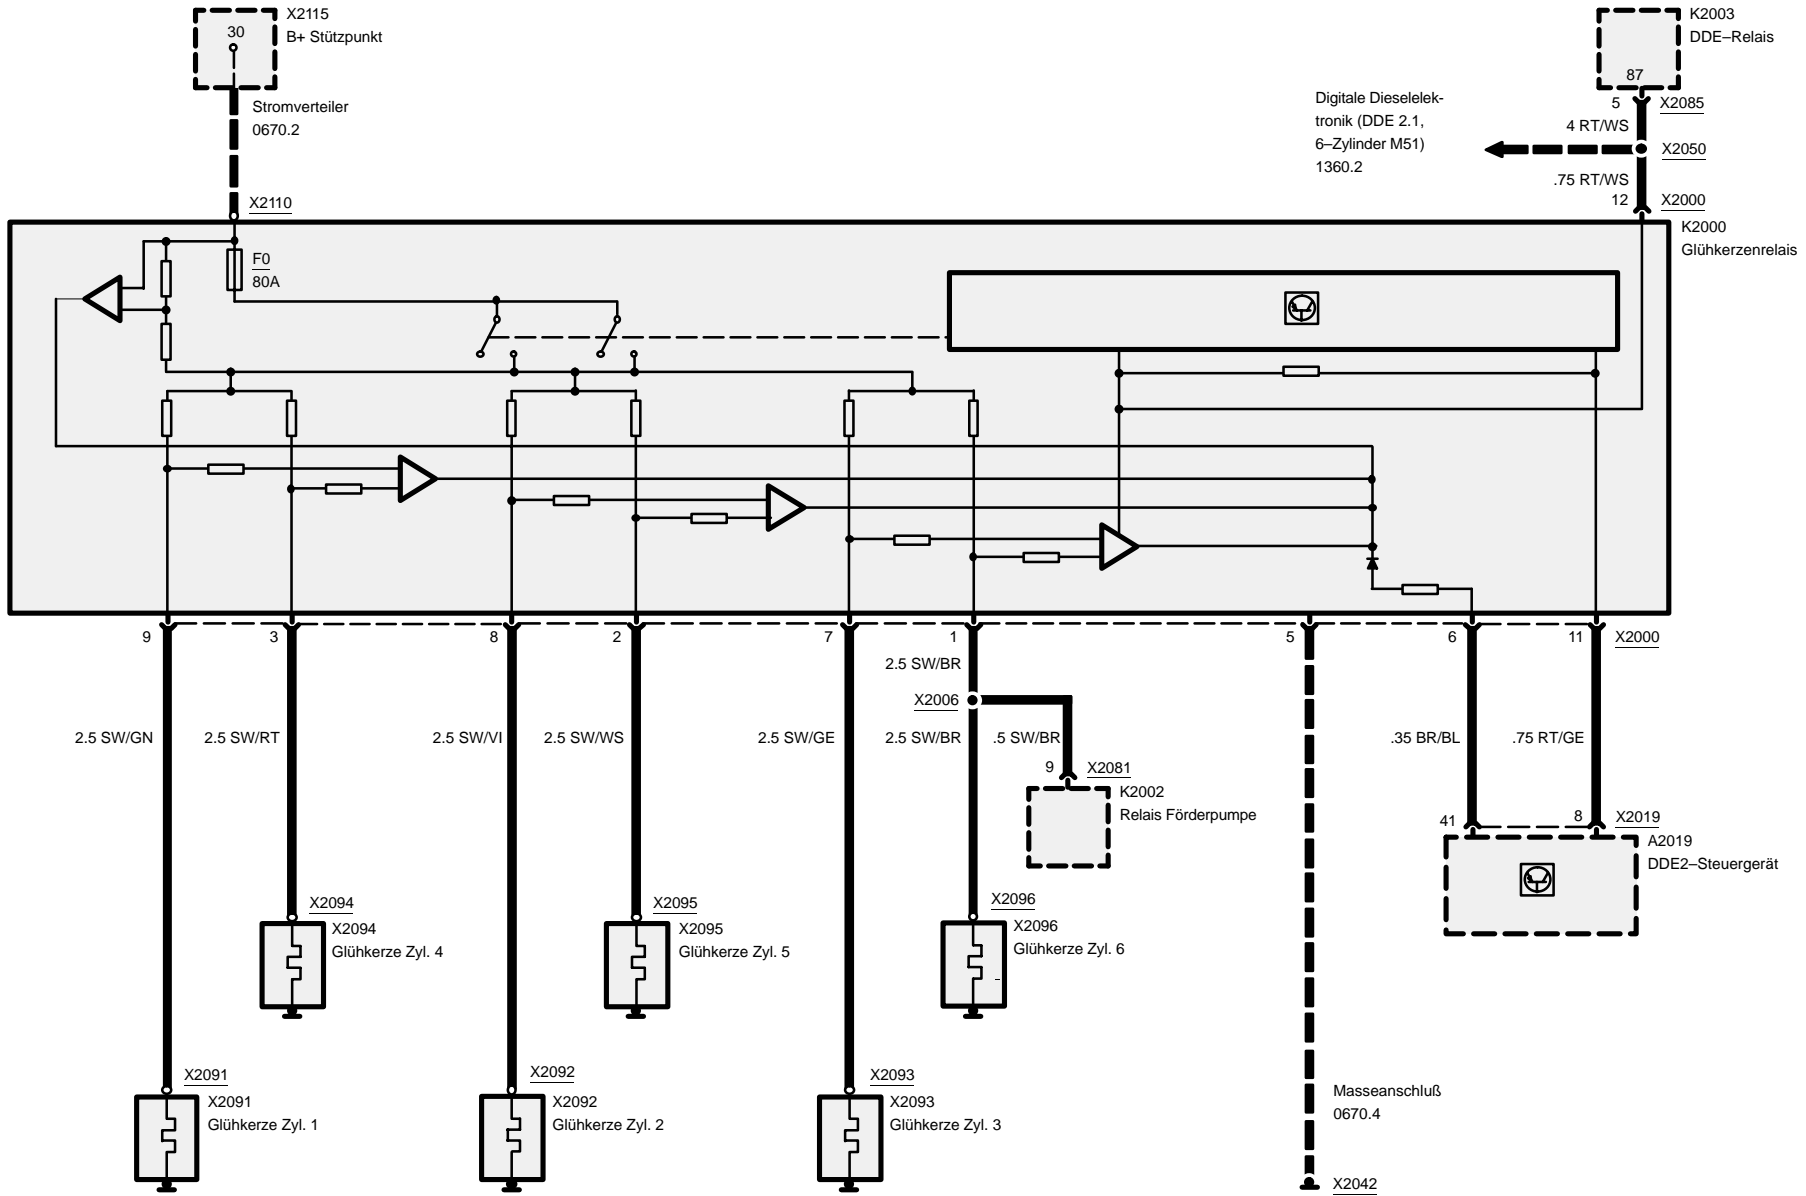 X2115
30
B+ Stützpunkt
Stromverteiler
0670.2
X2110
K2003
DDE–Relais
87
5
X2085
4 RT/WS
Digitale Dieselelek-
tronik (DDE 2.1,
6–Zylinder M51)
1360.2
X2050
.75 RT/WS
12
X2000
K2000
Glühkerzenrelais
F0
80A
9
3
8
2
7
1
5
6
11
X2000
2.5 SW/BR
X2006
2.5 SW/GN
2.5 SW/RT
2.5 SW/VI
2.5 SW/WS
2.5 SW/GE
2.5 SW/BR
.5 SW/BR
.35 BR/BL
.75 RT/GE
9
X2081
K2002
Relais Förderpumpe
41
8
X2019
A2019
DDE2–Steuergerät
X2094
X2094
Glühkerze Zyl. 4
X2095
X2095
Glühkerze Zyl. 5
X2096
X2096
Glühkerze Zyl. 6
X2091
X2091
Glühkerze Zyl. 1
X2092
X2092
Glühkerze Zyl. 2
X2093
X2093
Glühkerze Zyl. 3
Masseanschluß
0670.4
X2042